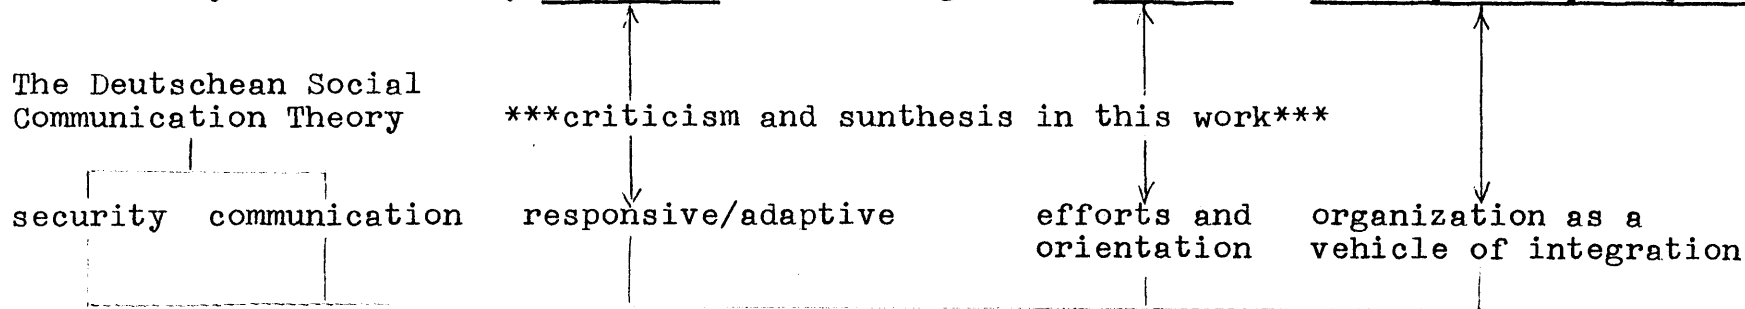 The Deutschean Social
Communication Theory ***criticism and sunthesis in this work***
security communication responsive/adaptive efforts and organization as a
orientation vehicle of integration